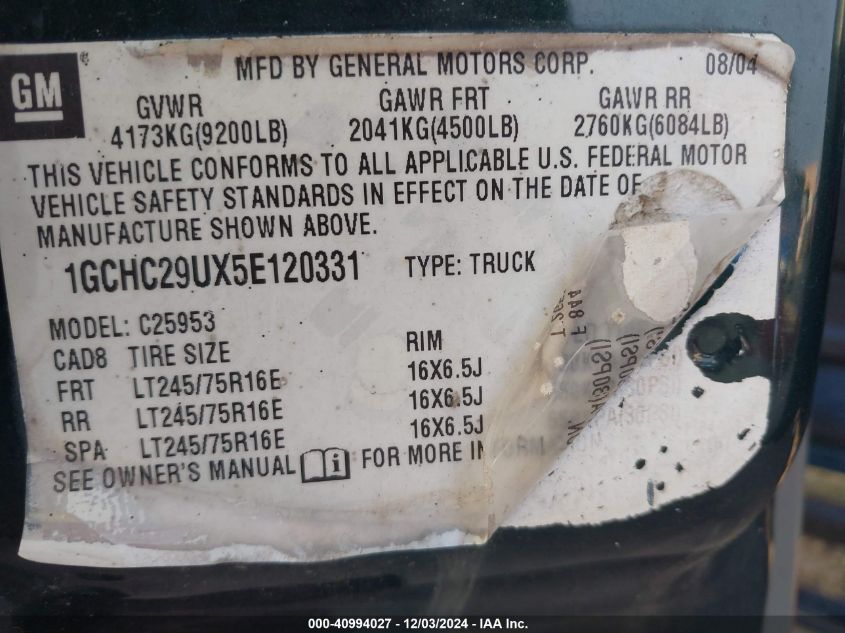 GM ® MFD BY GENERAL MOTORS CORP. 08/04
GVWR GAWR FRT GAWR RR
4173KG(9200LB) 2041KG(4500LB) 2760KG(6084LB)
THIS VEHICLE CONFORMS TO ALL APPLICABLE U.S. FEDERAL MOTOR
VEHICLE SAFETY STANDARDS IN EFFECT ON THE DATE OF
MANUFACTURE SHOWN ABOVE.
1GCHC29UX5E120331 TYPE: TRUCK
MODEL: C25953
CAD8 TIRE SIZE RIM
FRT LT245/75R16E 16X6.5J
RR LT245/75R16E 16X6.5J
SPA LT245/75R16E 16X6.5J
SEE OWNER'S MANUAL i FOR MORE IN
000-40994027 - 12/03/2024 - IAA Inc.